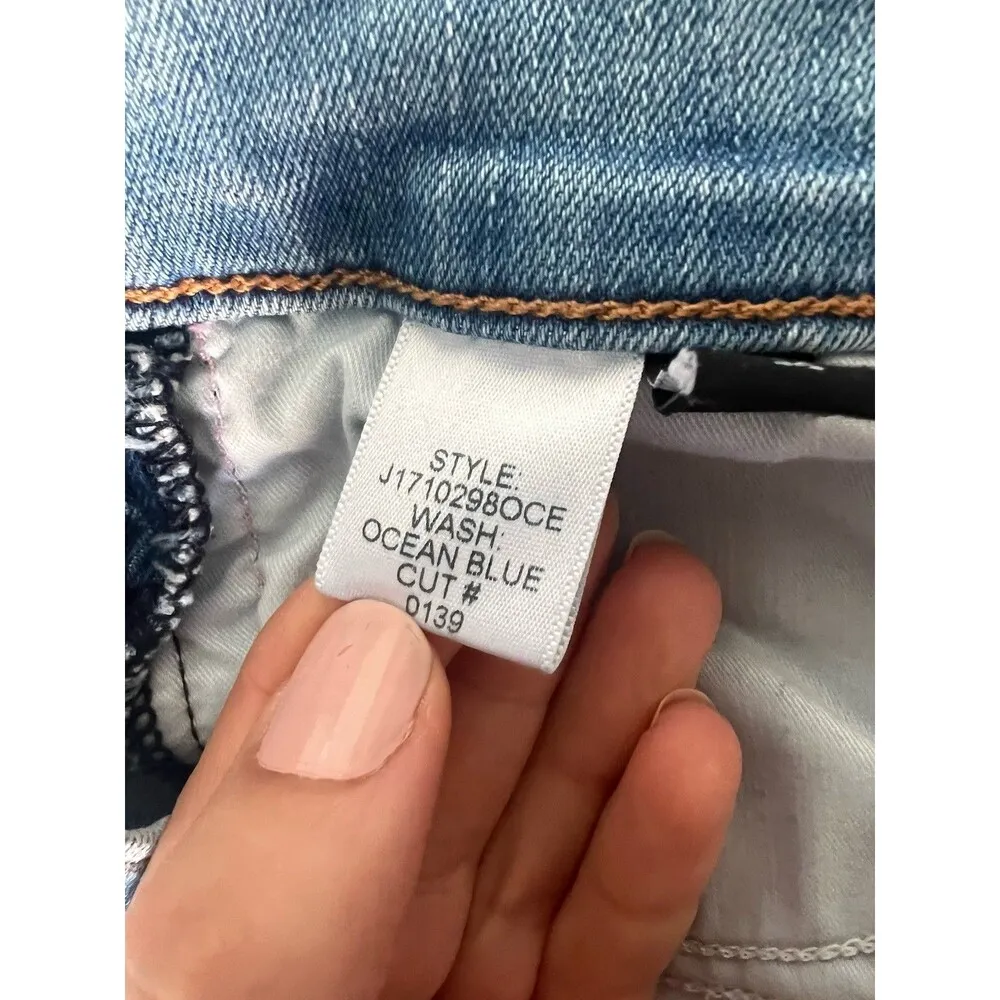 STYLE:
J1710298OCE
WASH:
OCEAN BLUE
CUT #
0139